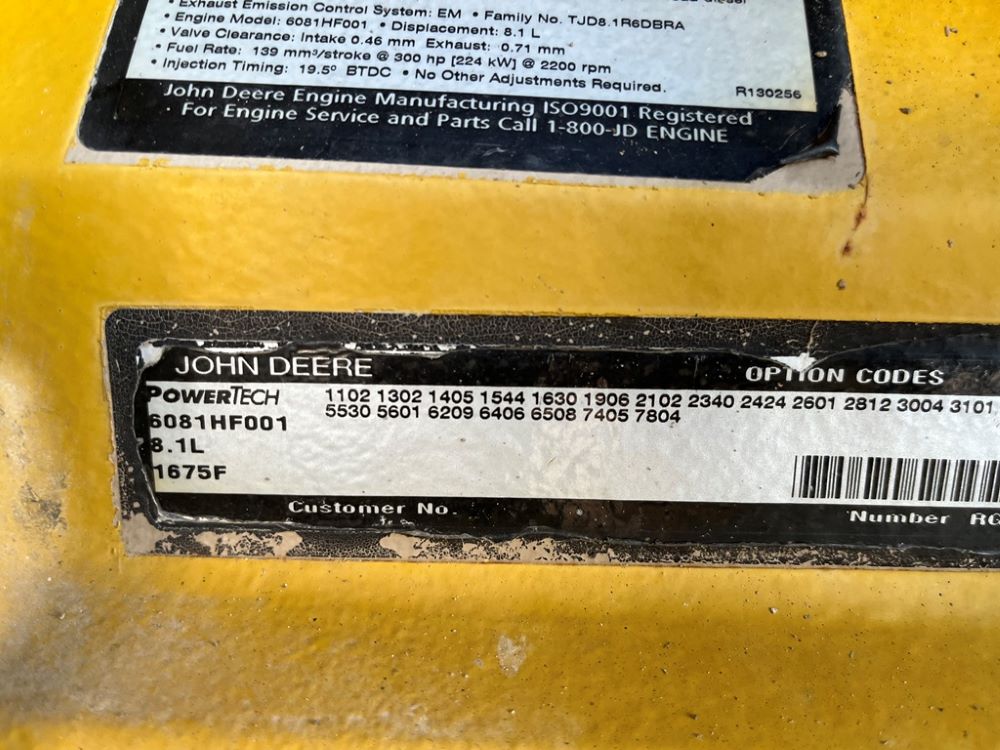 • Exhaust Emission Control System: EM • Family No. TJD8.1R6DBRA
• Engine Model: 6081HF001 • Displacement: 8.1 L
• Valve Clearance: Intake 0.46 mm Exhaust: 0.71 mm
• Fuel Rate: 139 mm³/stroke @ 300 hp [224 kW] @ 2200 rpm
• Injection Timing: 19.5º BTDC • No Other Adjustments Required.
R130256
John Deere Engine Manufacturing ISO9001 Registered
For Engine Service and Parts Call 1-800-JD ENGINE
JOHN DEERE
OPTION CODES
POWERTECH
6081HF001
8.1L
1675F
1102 1302 1405 1544 1630 1906 2102 2340 2424 2601 2812 3004 3101
5530 5601 6209 6406 6508 7405 7804
Customer No.
Number R6